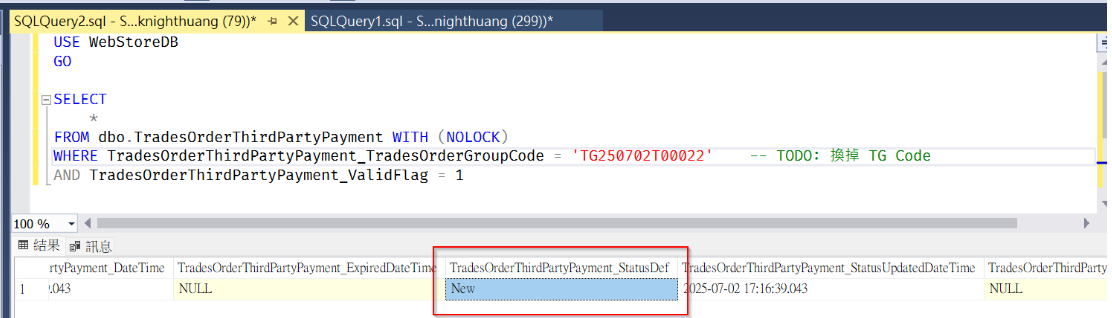 SQLQuery2.sql - S...knighthuang (79))* SQLQuery1.sql - S...nighthuang (299))*
USE WebStoreDB
GO
SELECT
*
FROM dbo.TradesOrderThirdPartyPayment WITH (NOLOCK)
WHERE TradesOrderThirdPartyPayment_TradesOrderGroupCode = 'TG250702T00022' -- TODO: 換掉 TG Code
AND TradesOrderThirdPartyPayment_ValidFlag = 1
100 %
結果 訊息
rtyPayment_DateTime TradesOrderThirdPartyPayment_ExpiredDateTime TradesOrderThirdPartyPayment_StatusDef TradesOrderThirdPartyPayment_StatusUpdatedDateTime TradesOrderThirdParty
1 9.043 NULL New 2025-07-02 17:16:39.043 NULL